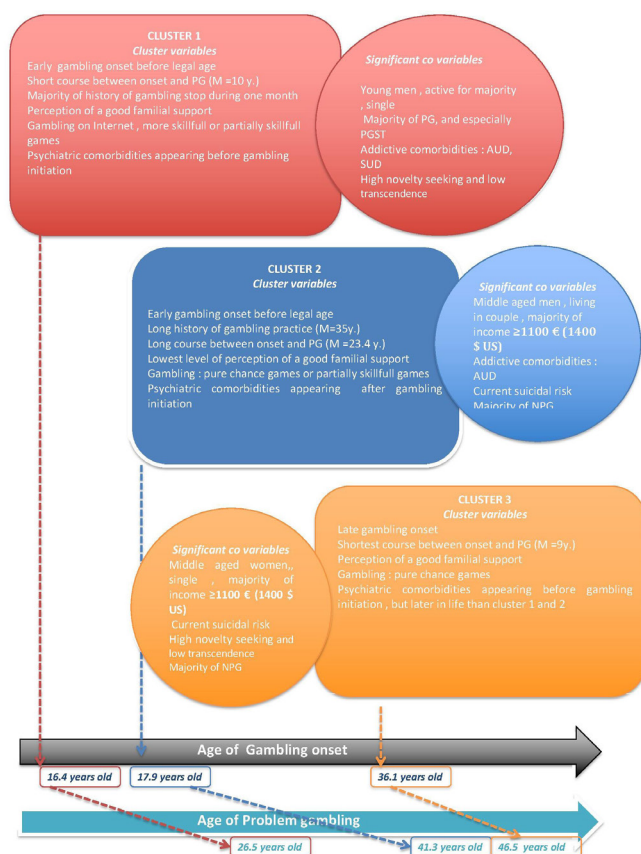 CLUSTER 1
Cluster variables
Early gambling onset before legal age
Short course between onset and PG (M =10 y.)
Majority of history of gambling stop during one month
Perception of a good familial support
Gambling on Internet , more skillfull or partially skillfull
games
Psychiatric comorbidities appearing before gambling
initiation
Significant co variables
Young men , active for majority
, single
Majority of PG, and especially
PGST
Addictive comorbidities : AUD,
SUD
High novelty seeking and low
transcendence
CLUSTER 2
Cluster variables
Early gambling onset before legal age
Long history of gambling practice (M=35y.)
Long course between onset and PG (M =23.4 y.)
Lowest level of perception of a good familial support
Gambling : pure chance games or partially skillfull games
Psychiatric comorbidities appearing after gambling
initiation
Significant co variables
Middle aged men , living
in couple , majority of
income ≥1100 € (1400
$ US)
Addictive comorbidities :
AUD
Current suicidal risk
Majority of NPG
CLUSTER 3
Cluster variables
Late gambling onset
Shortest course between onset and PG (M =9y.)
Perception of a good familial support
Gambling : pure chance games
Psychiatric comorbidities appearing before gambling
initiation , but later in life than cluster 1 and 2
Significant co variables
Middle aged women,,
single , majority of
income ≥1100 € (1400 $
US)
Current suicidal risk
High novelty seeking and
low transcendence
Majority of NPG
Age of Gambling onset
16.4 years old
17.9 years old
36.1 years old
Age of Problem gambling
26.5 years old
41.3 years old
46.5 years old